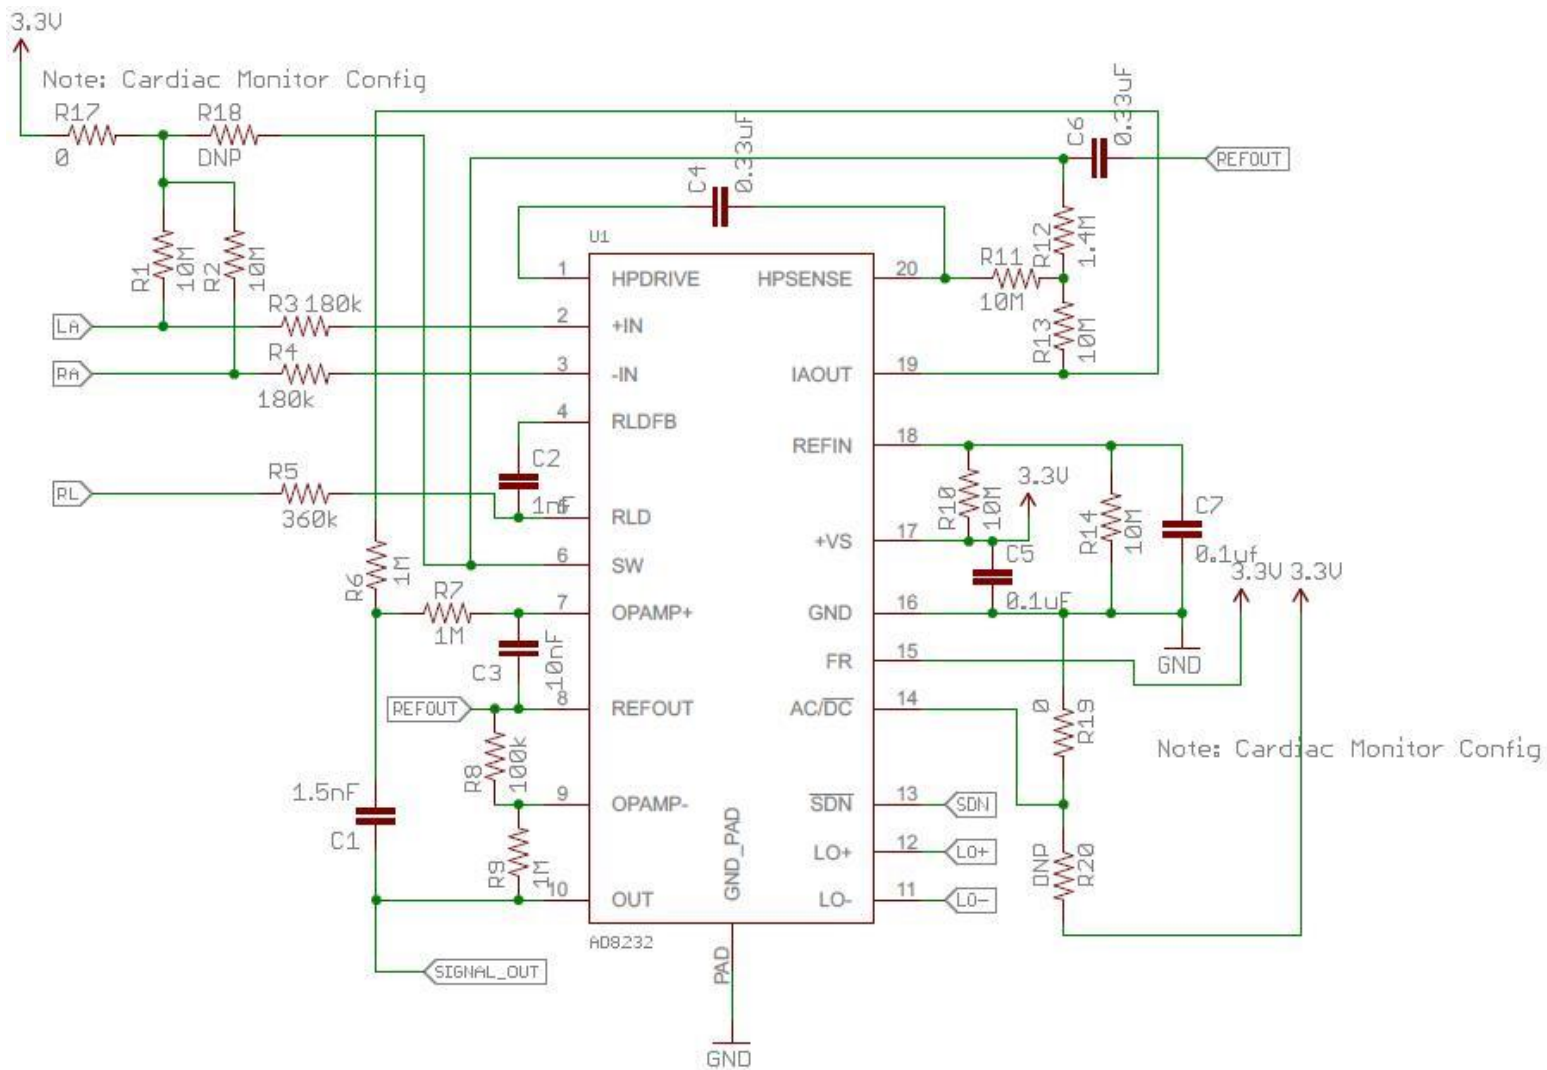 3.3V
Note: Cardiac Monitor Config
R17
0
R18
DNP
R1
10M
R2
10M
LA
RA
RL
R3 180k
R4
180k
R5
360k
C4
0.33uF
C6
0.33uF
REFOUT
R12
1.4M
R11
10M
R13
10M
U1
1 HPDRIVE
2 +IN
3 -IN
4 RLDFB
5 RLD
6 SW
7 OPAMP+
8 REFOUT
9 OPAMP-
10 OUT
HPSENSE 20
IAOUT 19
REFIN 18
+VS 17
GND 16
FR 15
AC/DC 14
SDN 13
LO+ 12
LO- 11
GND_PAD
PAD
AD8232
GND
C2
1nF
R6
1M
R7
1M
C3
10nF
REFOUT
R8
100k
R9
1M
1.5nF
C1
SIGNAL_OUT
R10
10M
3.3V
C5
0.1uF
R14
10M
C7
0.1uf
3.3V 3.3V
GND
0
R19
Note: Cardiac Monitor Config
DNP
R20
SDN
LO+
LO-